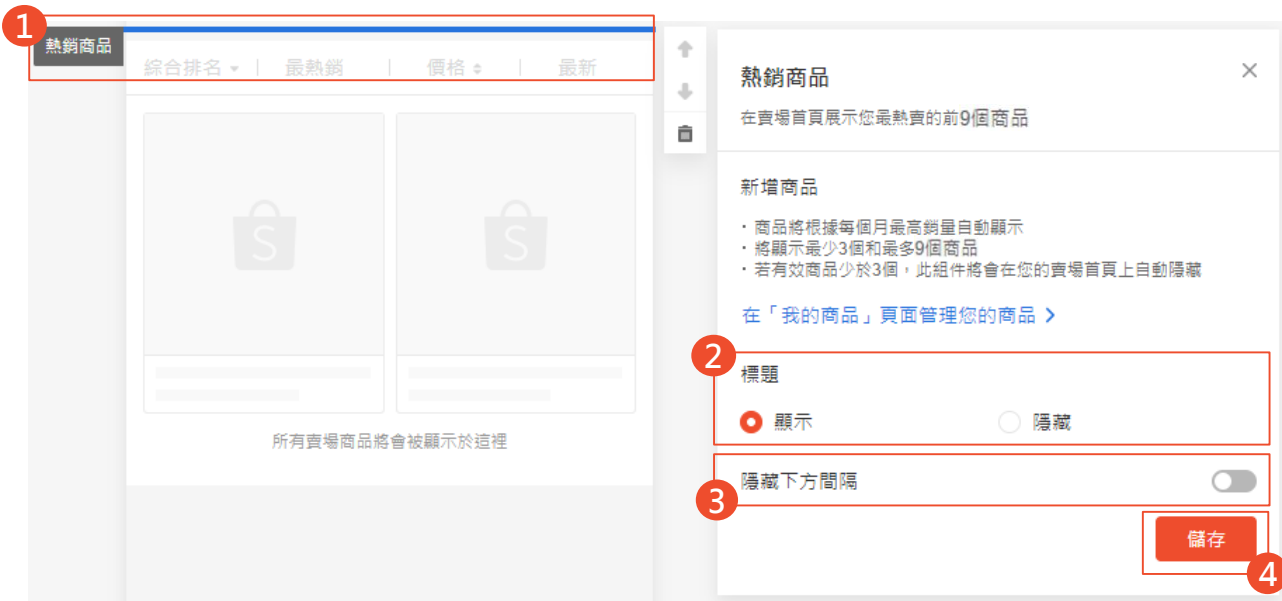 1
熱銷商品
綜合排名 | 最熱銷 | 價格 | 最新
S S
所有賣場商品將會被顯示於這裡
熱銷商品
在賣場首頁展示您最熱賣的前9個商品
新增商品
・商品將根據每個月最高銷量自動顯示
・將顯示最少3個和最多9個商品
・若有效商品少於3個，此組件將會在您的賣場首頁上自動隱藏
在「我的商品」頁面管理您的商品
2
標題
顯示 隱藏
3
隱藏下方間隔
儲存
4